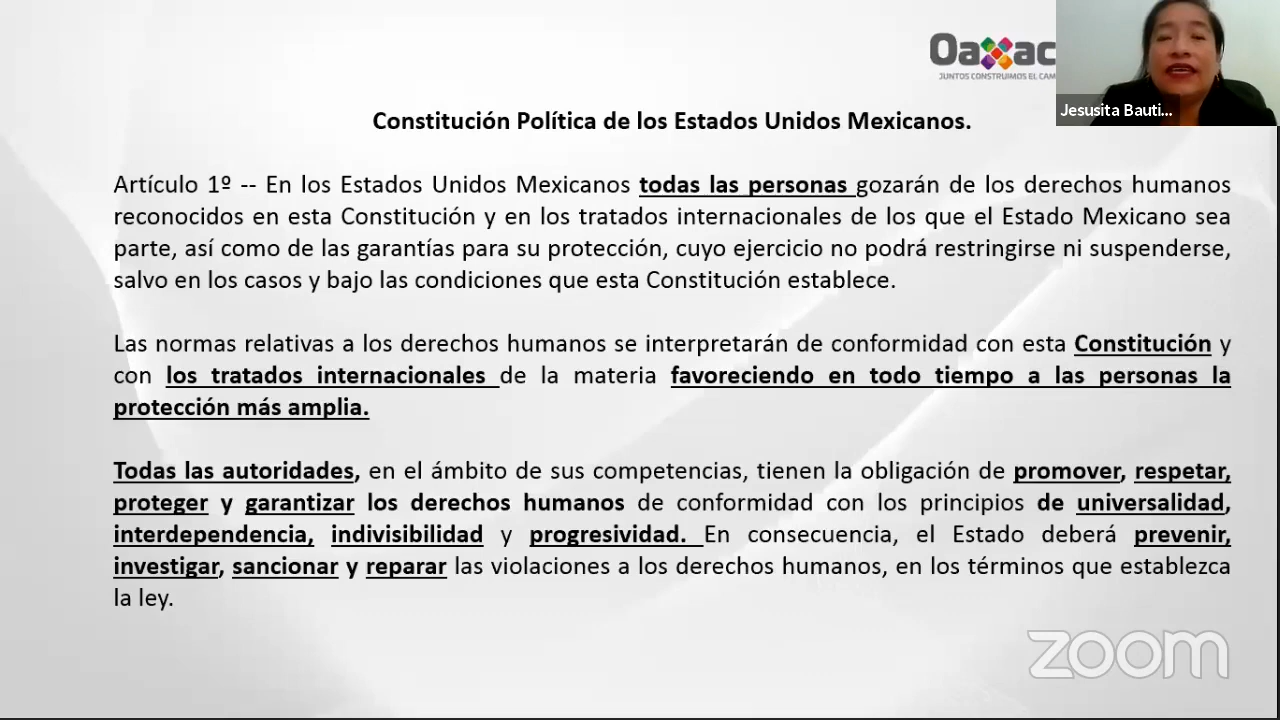 Oaxac
JUNTOS CONSTRUIMOS EL CAM
Jesusita Bauti...
Constitución Política de los Estados Unidos Mexicanos.
Artículo 1º -- En los Estados Unidos Mexicanos todas las personas gozarán de los derechos humanos
reconocidos en esta Constitución y en los tratados internacionales de los que el Estado Mexicano sea
parte, así como de las garantías para su protección, cuyo ejercicio no podrá restringirse ni suspenderse,
salvo en los casos y bajo las condiciones que esta Constitución establece.
Las normas relativas a los derechos humanos se interpretarán de conformidad con esta Constitución y
con los tratados internacionales de la materia favoreciendo en todo tiempo a las personas la
protección más amplia.
Todas las autoridades, en el ámbito de sus competencias, tienen la obligación de promover, respetar,
proteger y garantizar los derechos humanos de conformidad con los principios de universalidad,
interdependencia, indivisibilidad y progresividad. En consecuencia, el Estado deberá prevenir,
investigar, sancionar y reparar las violaciones a los derechos humanos, en los términos que establezca
la ley.
zoom